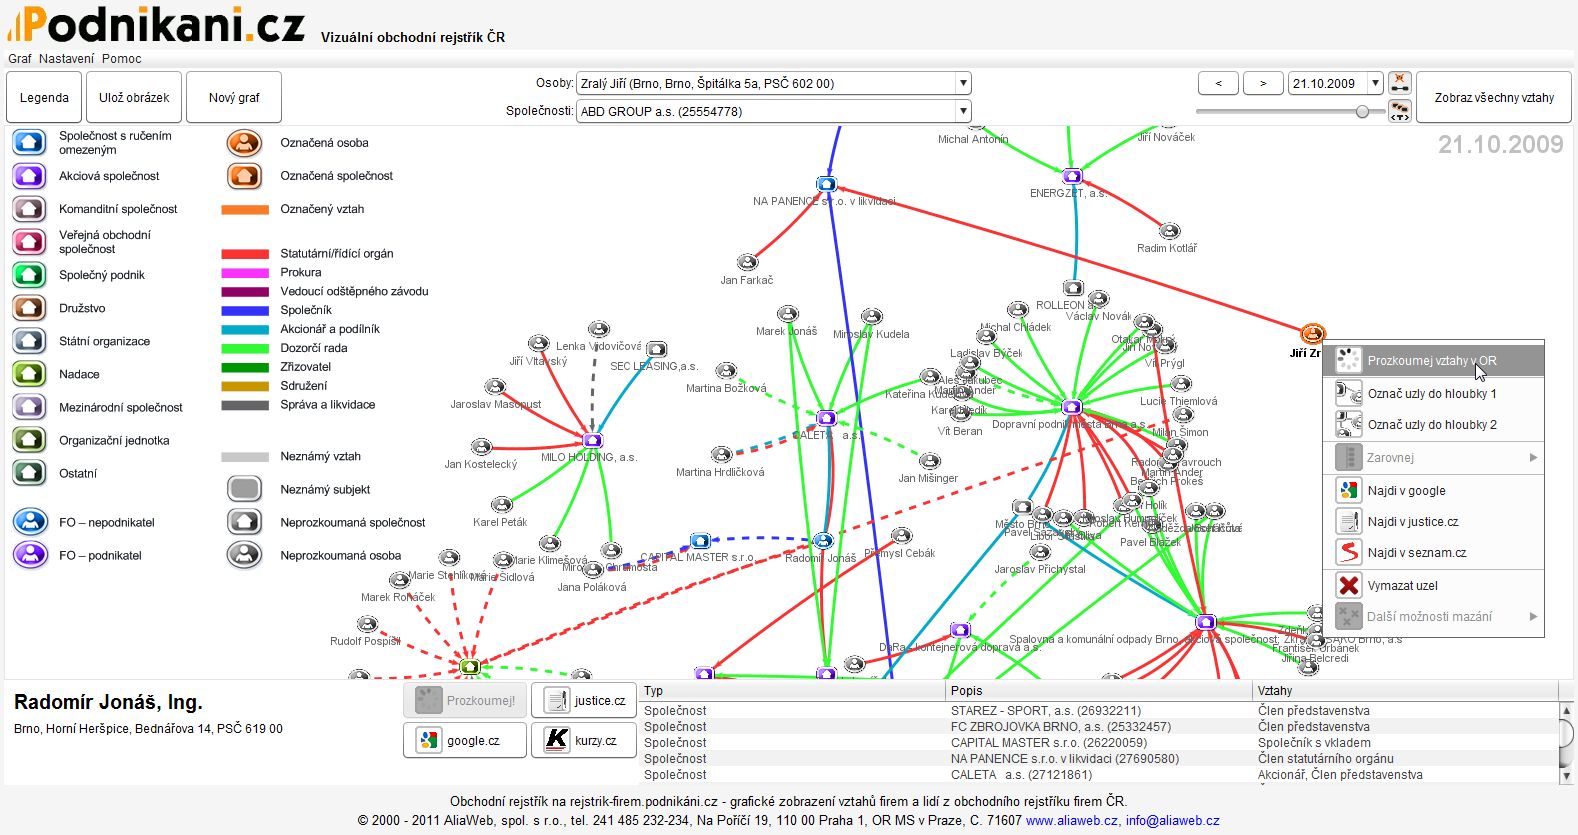 Podnikani.cz
Vizuální obchodní rejstřík ČR
Graf Nastavení Pomoc
Legenda
Ulož obrázek
Nový graf
Osoby: Zralý Jiří (Brno, Brno, Špitálka 5a, PSČ 602 00)
Společnosti: ABD GROUP a.s. (25554778)
<
>
21.10.2009
Zobraz všechny vztahy
21.10.2009
Společnost s ručením
omezeným
Akciová společnost
Komanditní společnost
Veřejná obchodní
společnost
Společný podnik
Družstvo
Státní organizace
Nadace
Mezinárodní společnost
Organizační jednotka
Ostatní
FO – nepodnikatel
FO – podnikatel
Označená osoba
Označená společnost
Označený vztah
Statutární/řídící orgán
Prokura
Vedoucí odštěpného závodu
Společník
Akcionář a podílník
Dozorčí rada
Zřizovatel
Sdružení
Správa a likvidace
Neznámý vztah
Neznámý subjekt
Neprozkoumaná společnost
Neprozkoumaná osoba
Michal Antonín
Jiří Nováček
NA PANENCE s.r.o. v likvidaci
ENERGZET, a.s.
Radim Kotlář
Jan Farkač
ROLLEON a.s.
Václav Novák
Marek Jonáš
Miroslav Kudela
Michal Chládek
Lenka Vidovičová
Jiří Vltavský
SEC LEASING,a.s.
Ladislav Býček
Vít Prýgl
Jiří Zr
Martina Božková
Kateřina Kudelová
Lucie Thiemlová
Jaroslav Masopust
Vít Beran
Dopravní podnik města Brna a.s.
CALETA a.s.
Milan Šimon
Jan Kostelecký
MILO HOLDING, a.s.
Martina Hrdličková
Jan Mišinger
Martin Ander
Bedřich Prokeš
Karel Peták
Město Brno
Pavel Blažek
Marie Klimešová
CAPITAL MASTER s.r.o.
Radomír Jonáš
Přemysl Cebák
Jaroslav Přichystal
Marie Stehlíková
Marie Šidlová
Jana Poláková
Marek Roháček
Rudolf Pospíšil
DaRa - kontejnerová doprava a.s.
František Urbánek
Jiřina Belcredi
Prozkoumej vztahy v OR
Označ uzly do hloubky 1
Označ uzly do hloubky 2
Zarovnej
Najdi v google
Najdi v justice.cz
Najdi v seznam.cz
Vymazat uzel
Další možnosti mazání
Radomír Jonáš, Ing.
Brno, Horní Heršpice, Bednářova 14, PSČ 619 00
Prozkoumej!
justice.cz
google.cz
kurzy.cz
Typ Popis Vztahy
Společnost STAREZ - SPORT, a.s. (26932211) Člen představenstva
Společnost FC ZBROJOVKA BRNO, a.s. (25332457) Člen představenstva
Společnost CAPITAL MASTER s.r.o. (26220059) Společník s vkladem
Společnost NA PANENCE s.r.o. v likvidaci (27690580) Člen statutárního orgánu
Společnost CALETA a.s. (27121861) Akcionář, Člen představenstva
Obchodní rejstřík na rejstrik-firem.podnikáni.cz - grafické zobrazení vztahů firem a lidí z obchodního rejstříku firem ČR.
© 2000 - 2011 AliaWeb, spol. s r.o., tel. 241 485 232-234, Na Poříčí 19, 110 00 Praha 1, OR MS v Praze, C. 71607 www.aliaweb.cz, info@aliaweb.cz